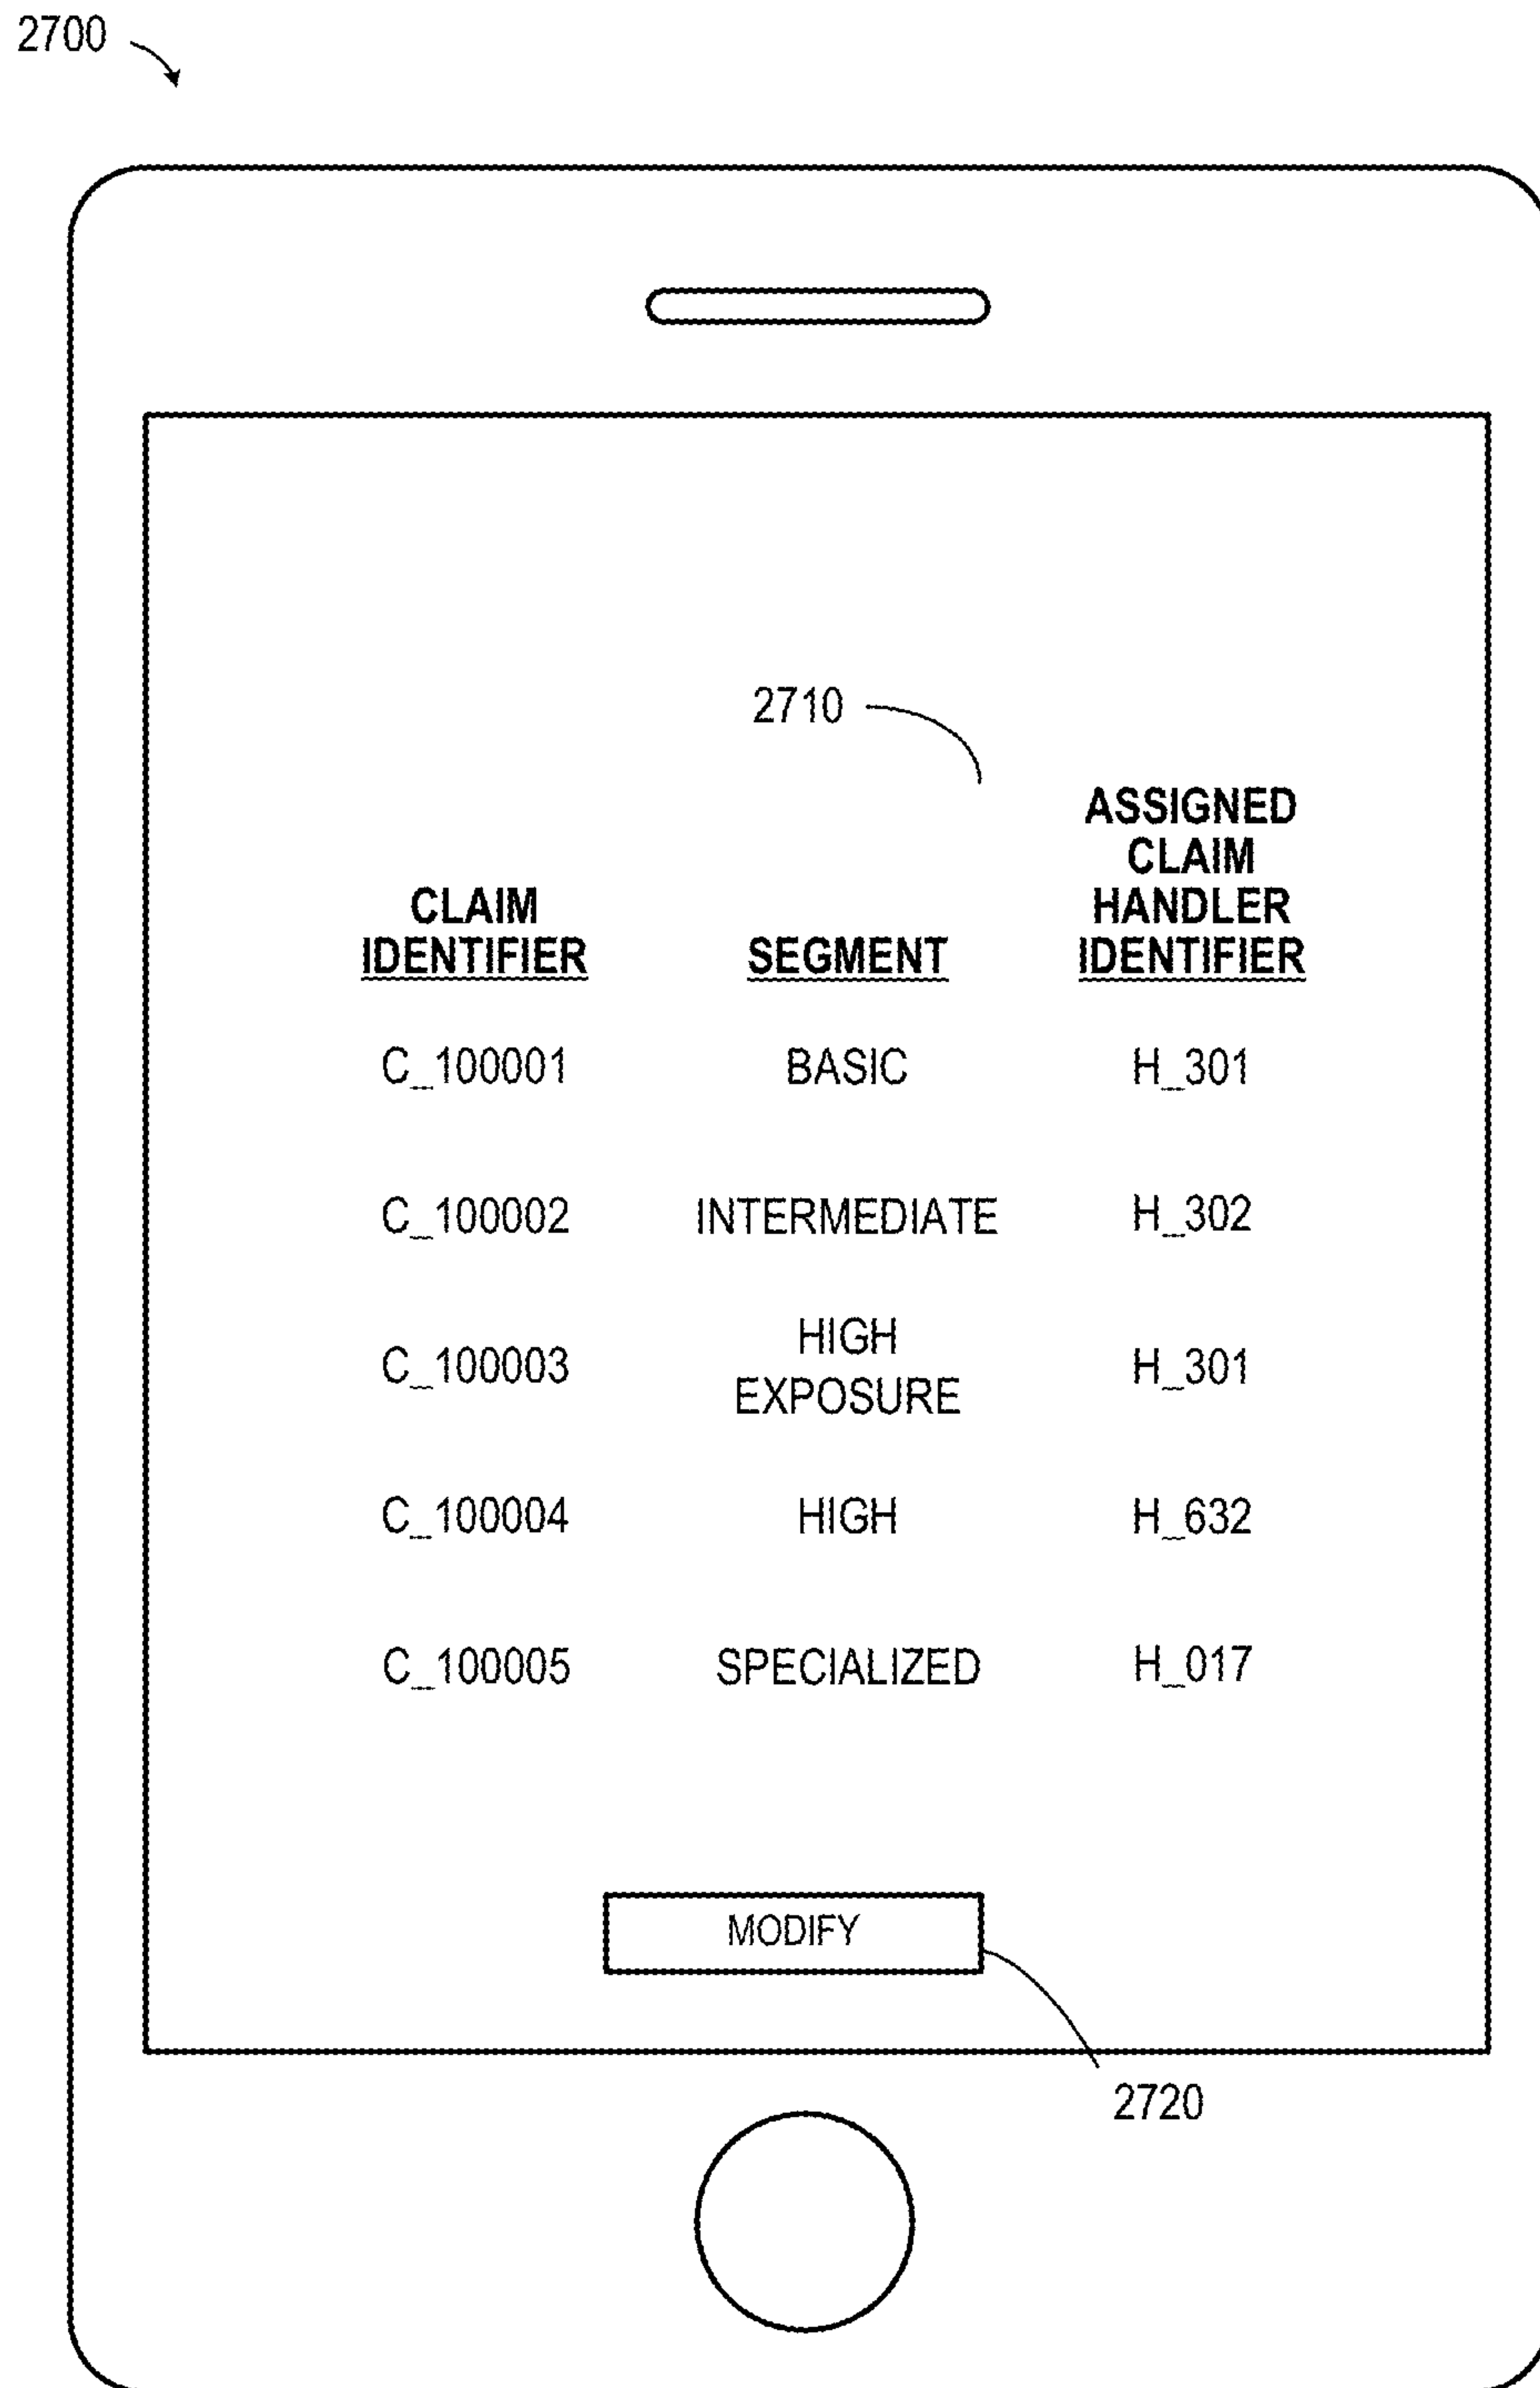 2700
2710
ASSIGNED
CLAIM
CLAIM HANDLER
IDENTIFIER SEGMENT IDENTIFIER
C_100001 BASIC H_301
C_100002 INTERMEDIATE H_302
HIGH
C_100003 H_301
EXPOSURE
C_100004 HIGH H_632
C_100005 SPECIALIZED H_017
MODIFY
2720